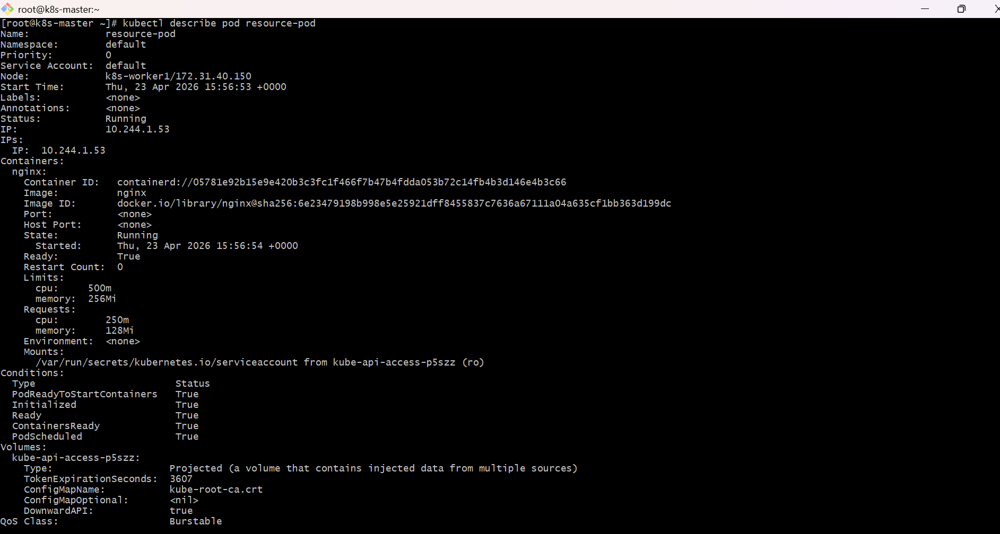 root@k8s-master:~
[root@k8s-master ~]# kubectl describe pod resource-pod
Name:             resource-pod
Namespace:        default
Priority:         0
Service Account:  default
Node:             k8s-worker1/172.31.40.150
Start Time:       Thu, 23 Apr 2026 15:56:53 +0000
Labels:           <none>
Annotations:      <none>
Status:           Running
IP:               10.244.1.53
IPs:
  IP:  10.244.1.53
Containers:
  nginx:
    Container ID:   containerd://05781e92b15e9e420b3c3fc1f466f7b47b4fdda053b72c14fb4b3d146e4b3c66
    Image:          nginx
    Image ID:       docker.io/library/nginx@sha256:6e23479198b998e5e25921dff8455837c7636a67111a04a635cf1bb363d199dc
    Port:           <none>
    Host Port:      <none>
    State:          Running
      Started:      Thu, 23 Apr 2026 15:56:54 +0000
    Ready:          True
    Restart Count:  0
    Limits:
      cpu:     500m
      memory:  256Mi
    Requests:
      cpu:        250m
      memory:     128Mi
    Environment:  <none>
    Mounts:
      /var/run/secrets/kubernetes.io/serviceaccount from kube-api-access-p5szz (ro)
Conditions:
  Type                        Status
  PodReadyToStartContainers   True
  Initialized                 True
  Ready                       True
  ContainersReady             True
  PodScheduled                True
Volumes:
  kube-api-access-p5szz:
    Type:                    Projected (a volume that contains injected data from multiple sources)
    TokenExpirationSeconds:  3607
    ConfigMapName:           kube-root-ca.crt
    ConfigMapOptional:       <nil>
    DownwardAPI:             true
QoS Class:                   Burstable